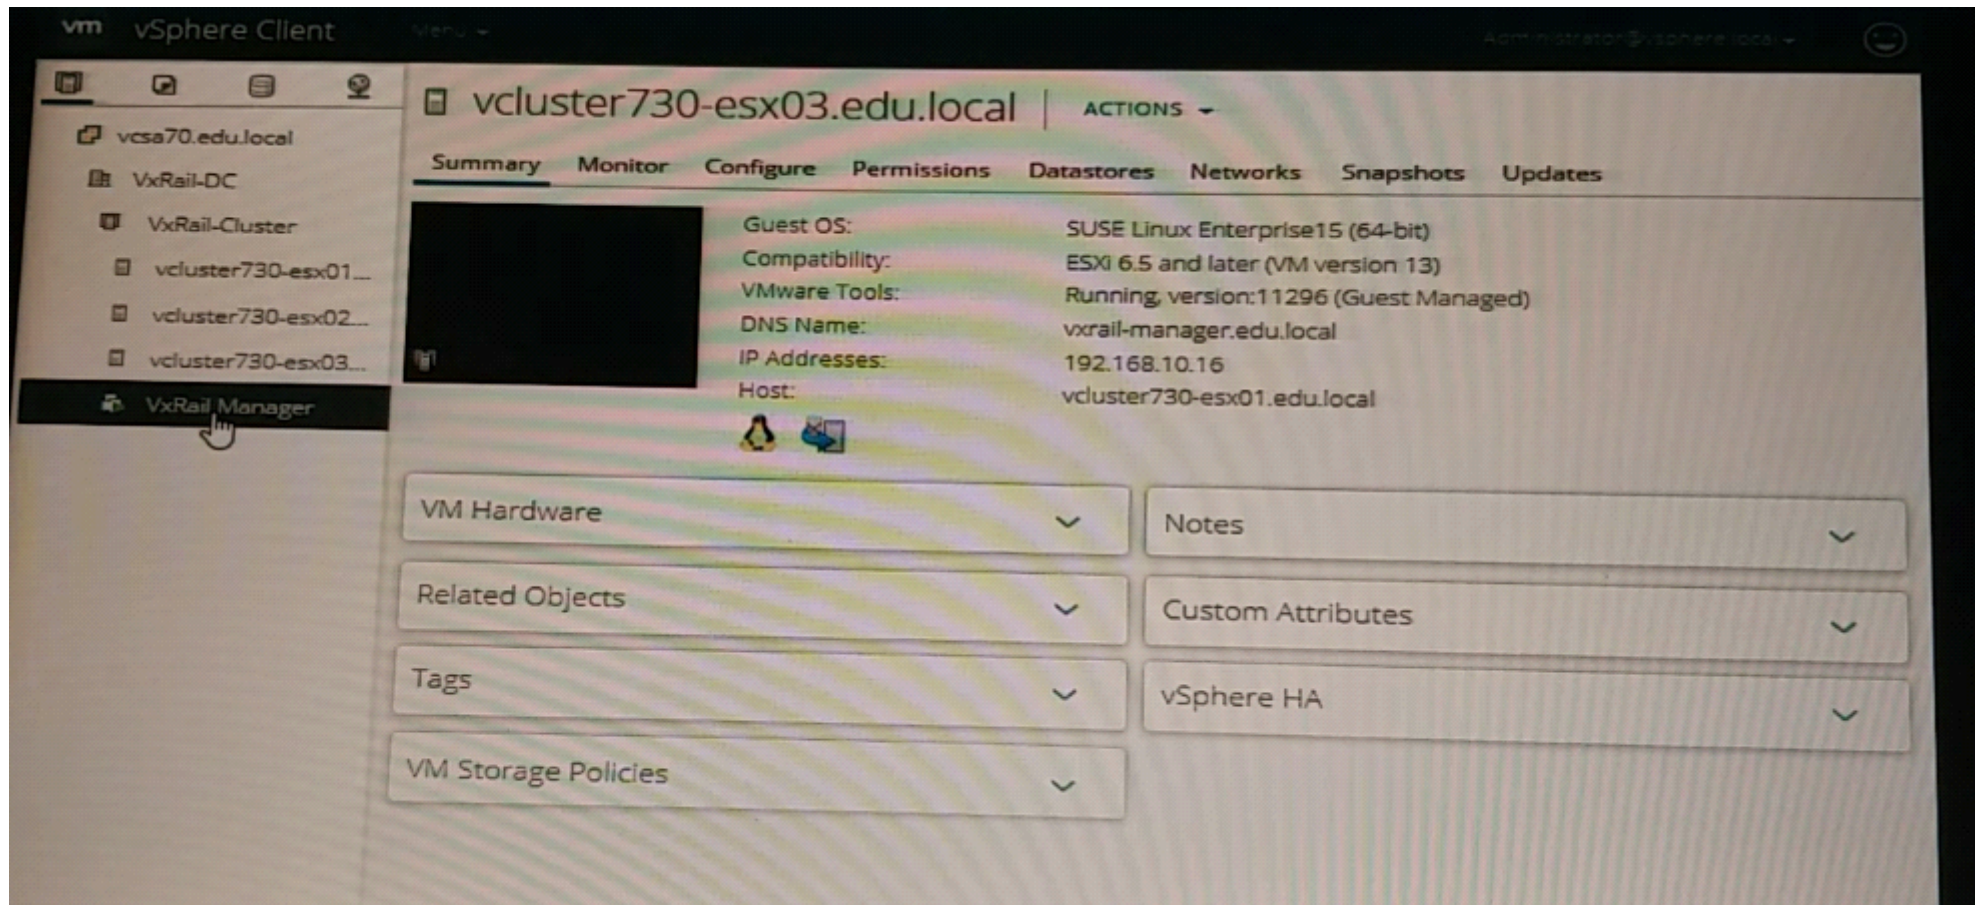 vm vSphere Client Menu Administrator@vsphere.local
vcsa70.edu.local
VxRail-DC
VxRail-Cluster
vcluster730-esx01...
vcluster730-esx02...
vcluster730-esx03...
VxRail Manager
vcluster730-esx03.edu.local ACTIONS
Summary Monitor Configure Permissions Datastores Networks Snapshots Updates
Guest OS: SUSE Linux Enterprise15 (64-bit)
Compatibility: ESXi 6.5 and later (VM version 13)
VMware Tools: Running, version:11296 (Guest Managed)
DNS Name: vxrail-manager.edu.local
IP Addresses: 192.168.10.16
Host: vcluster730-esx01.edu.local
VM Hardware
Notes
Related Objects
Custom Attributes
Tags
vSphere HA
VM Storage Policies